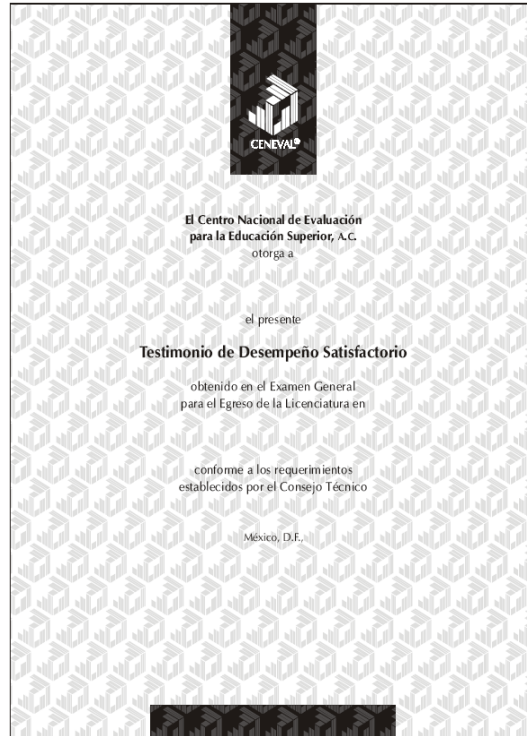 CENEVAL®
El Centro Nacional de Evaluación
para la Educación Superior, A.C.
otorga a
el presente
Testimonio de Desempeño Satisfactorio
obtenido en el Examen General
para el Egreso de la Licenciatura en
conforme a los requerimientos
establecidos por el Consejo Técnico
México, D.F.,